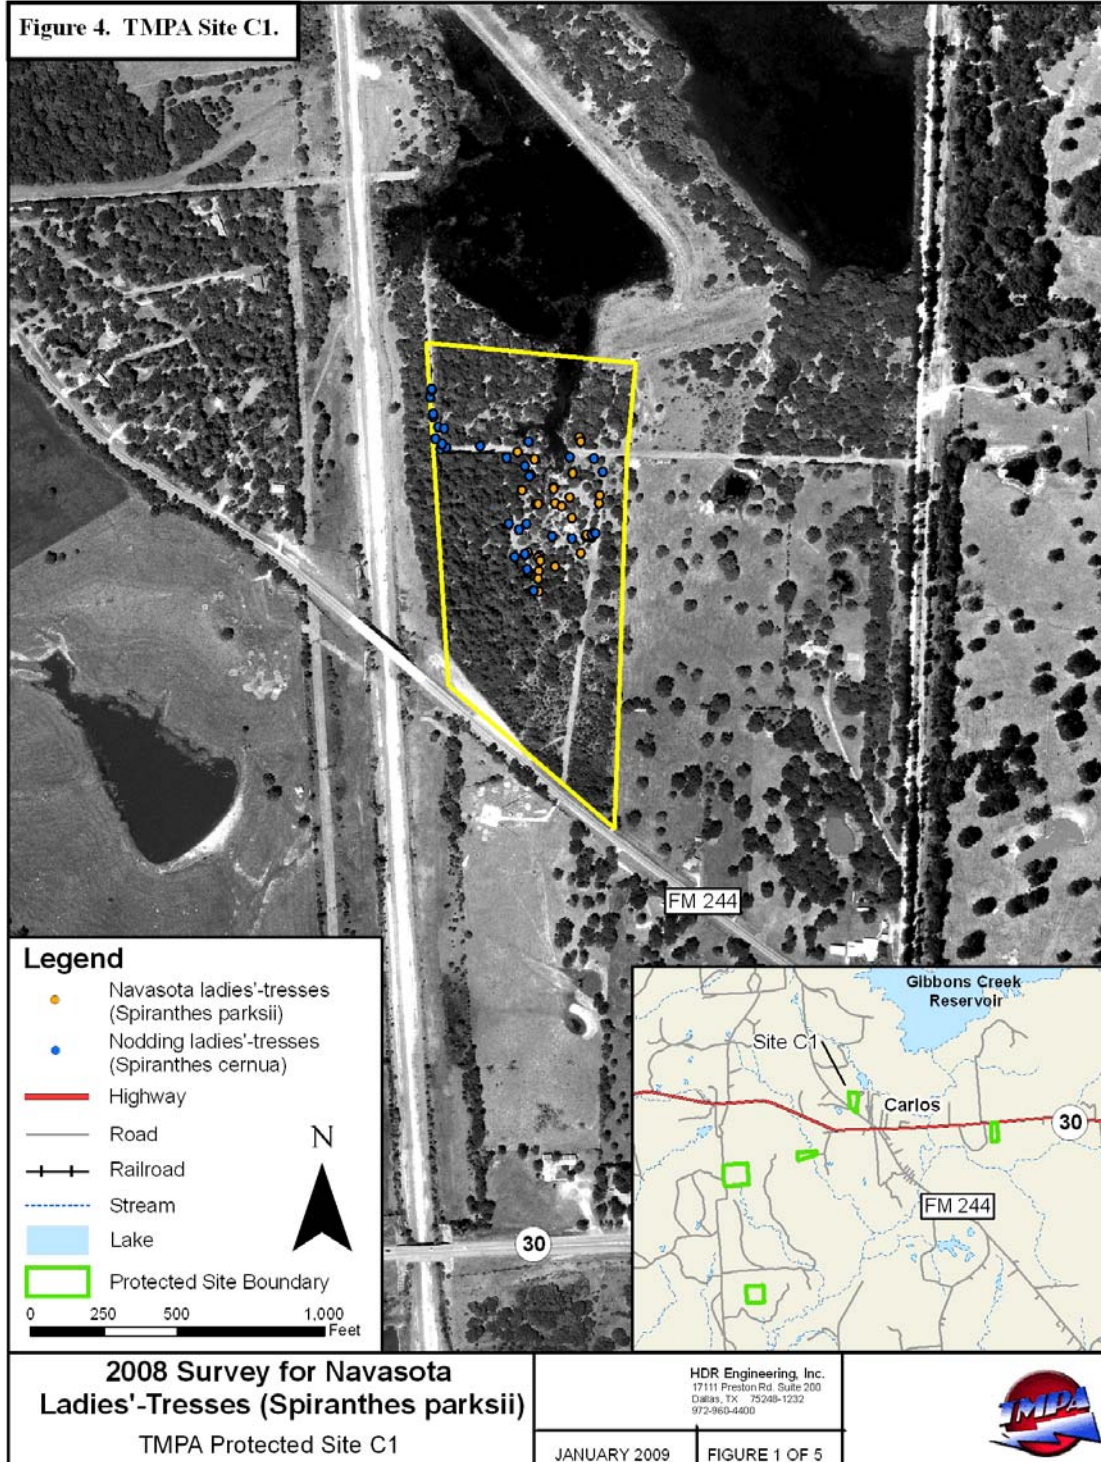 Figure 4. TMPA Site C1.
FM 244
30
Legend
Navasota ladies'-tresses
(Spiranthes parksii)
Nodding ladies'-tresses
(Spiranthes cernua)
Highway
Road
Railroad
Stream
Lake
Protected Site Boundary
N
0 250 500 1,000
Feet
Gibbons Creek
Reservoir
Site C1
Carlos
30
FM 244
2008 Survey for Navasota
Ladies'-Tresses (Spiranthes parksii)
TMPA Protected Site C1
HDR Engineering, Inc.
17111 Preston Rd. Suite 200
Dallas, TX 75248-1232
972-960-4400
JANUARY 2009
FIGURE 1 OF 5
TMPA